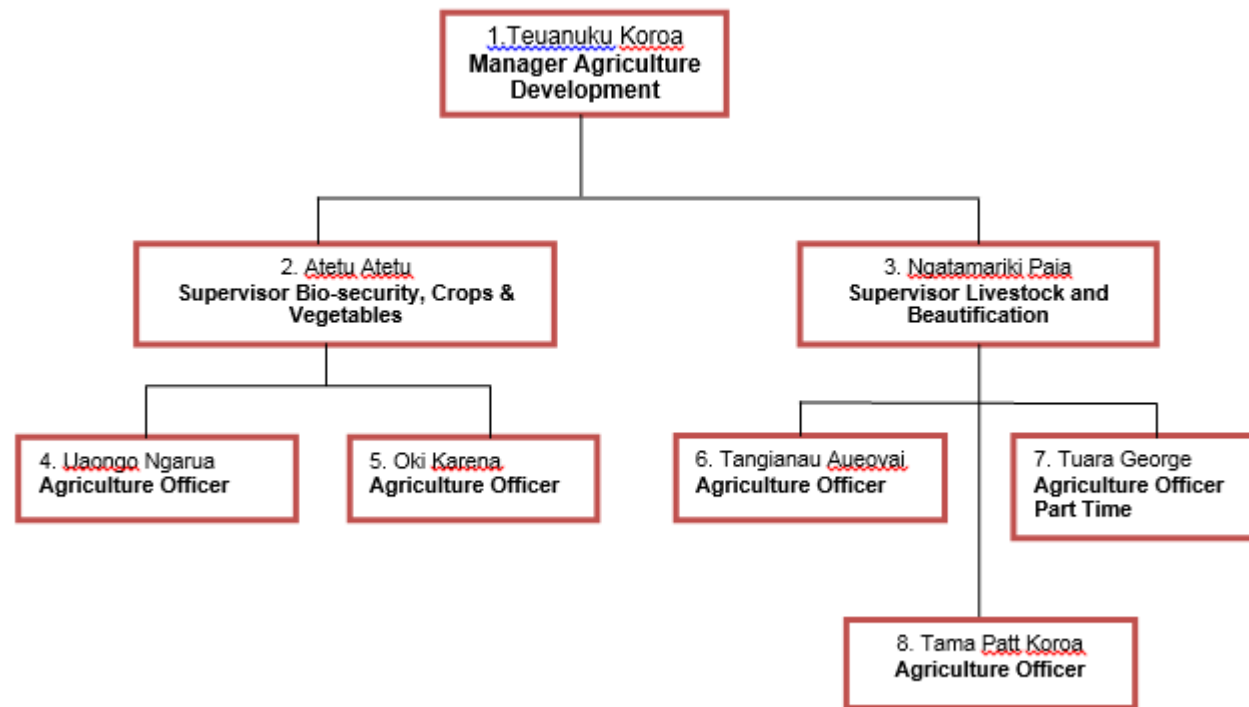 1.Teuanuku Koroa
Manager Agriculture
Development
2. Atetu Atetu
Supervisor Bio-security, Crops &
Vegetables
3. Ngatamariki Paia
Supervisor Livestock and
Beautification
4. Uaongo Ngarua
Agriculture Officer
5. Oki Karena
Agriculture Officer
6. Tangianau Aueovai
Agriculture Officer
7. Tuara George
Agriculture Officer
Part Time
8. Tama Patt Koroa
Agriculture Officer